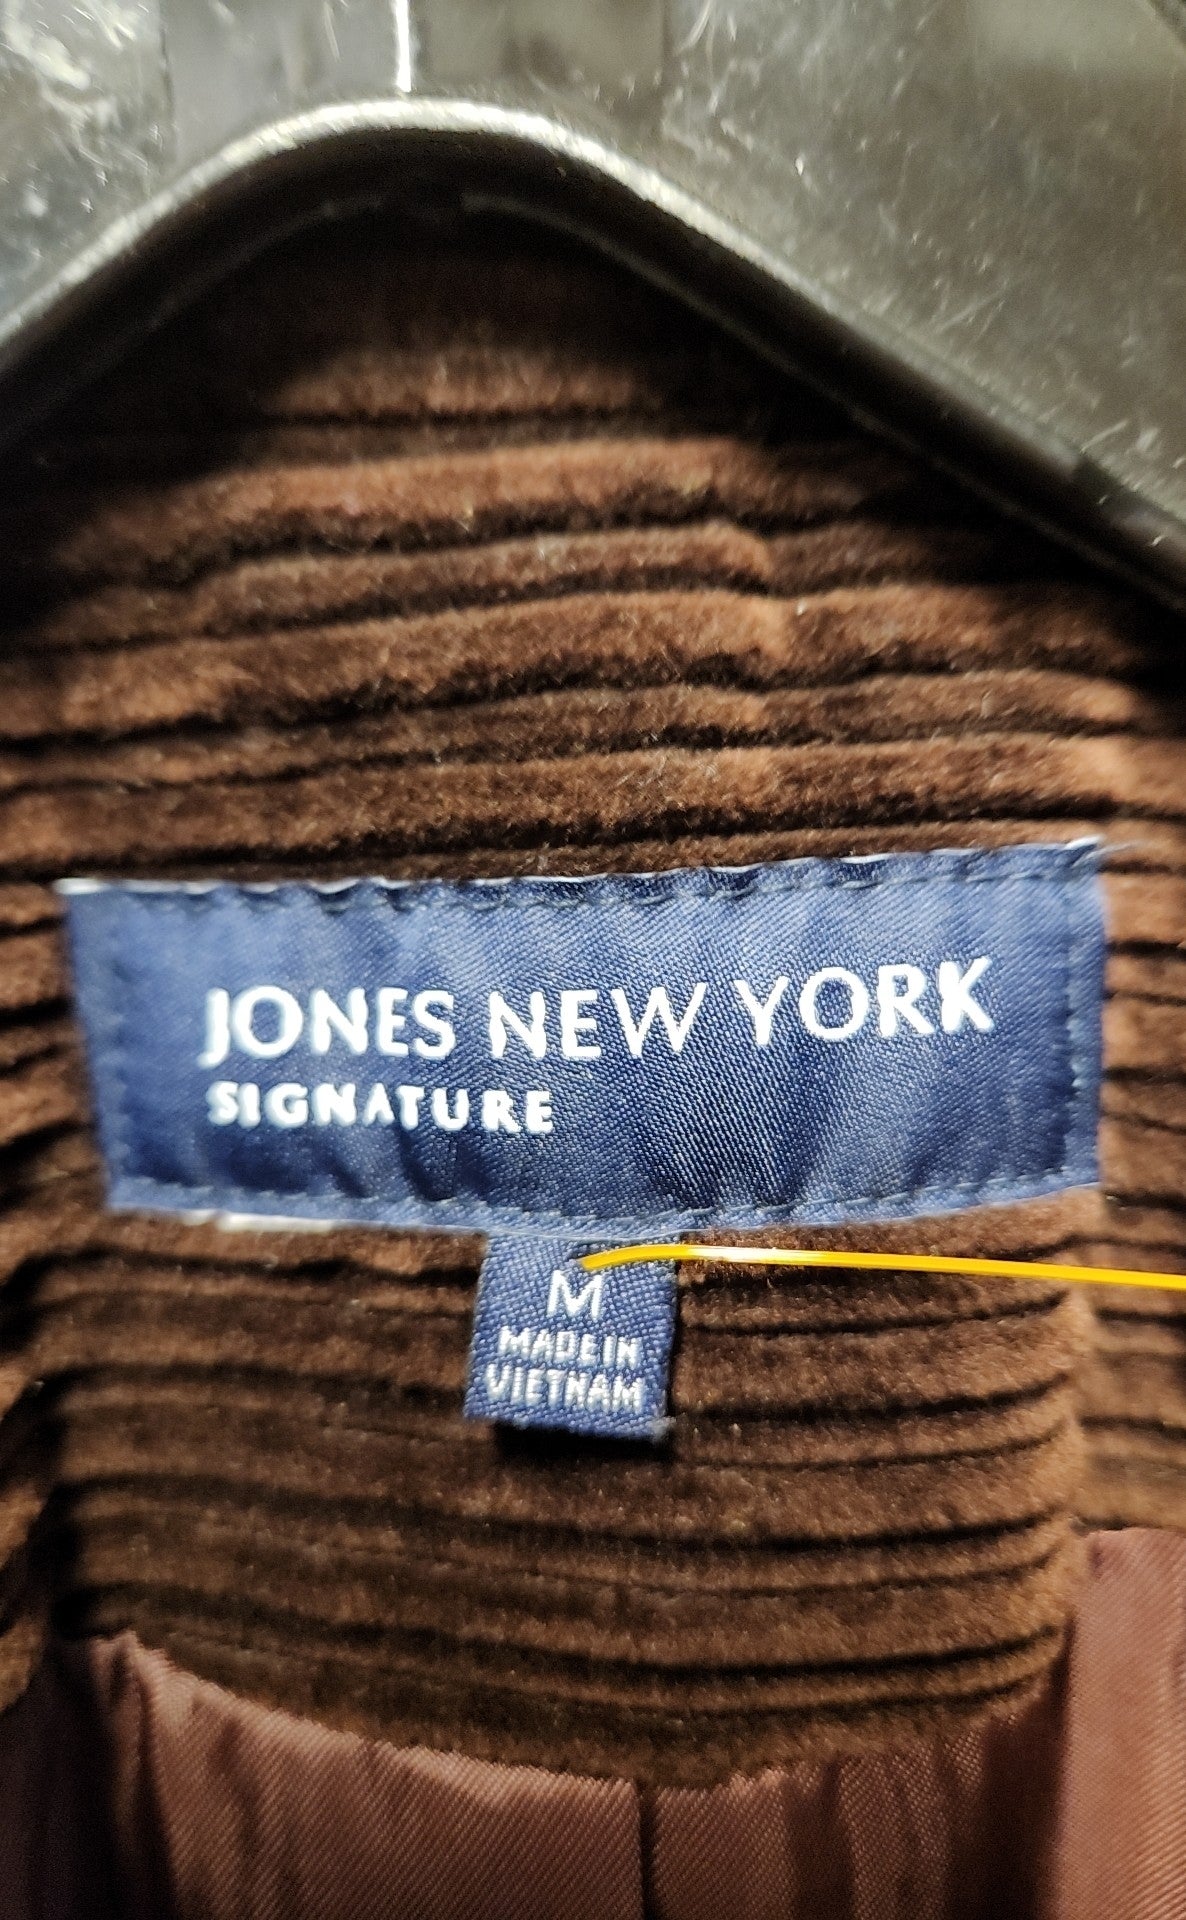 JONES NEW YORK
SIGNATURE
M
MADE IN
VIETNAM